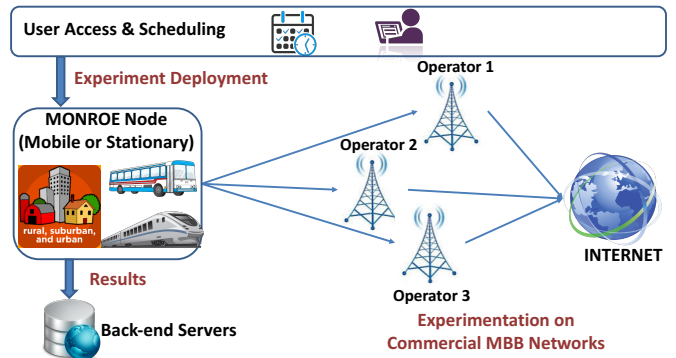 User Access & Scheduling
Experiment Deployment
Operator 1
MONROE Node
(Mobile or Stationary)
Operator 2
rural, suburban,
and urban
INTERNET
Results
Operator 3
Back-end Servers
Experimentation on
Commercial MBB Networks